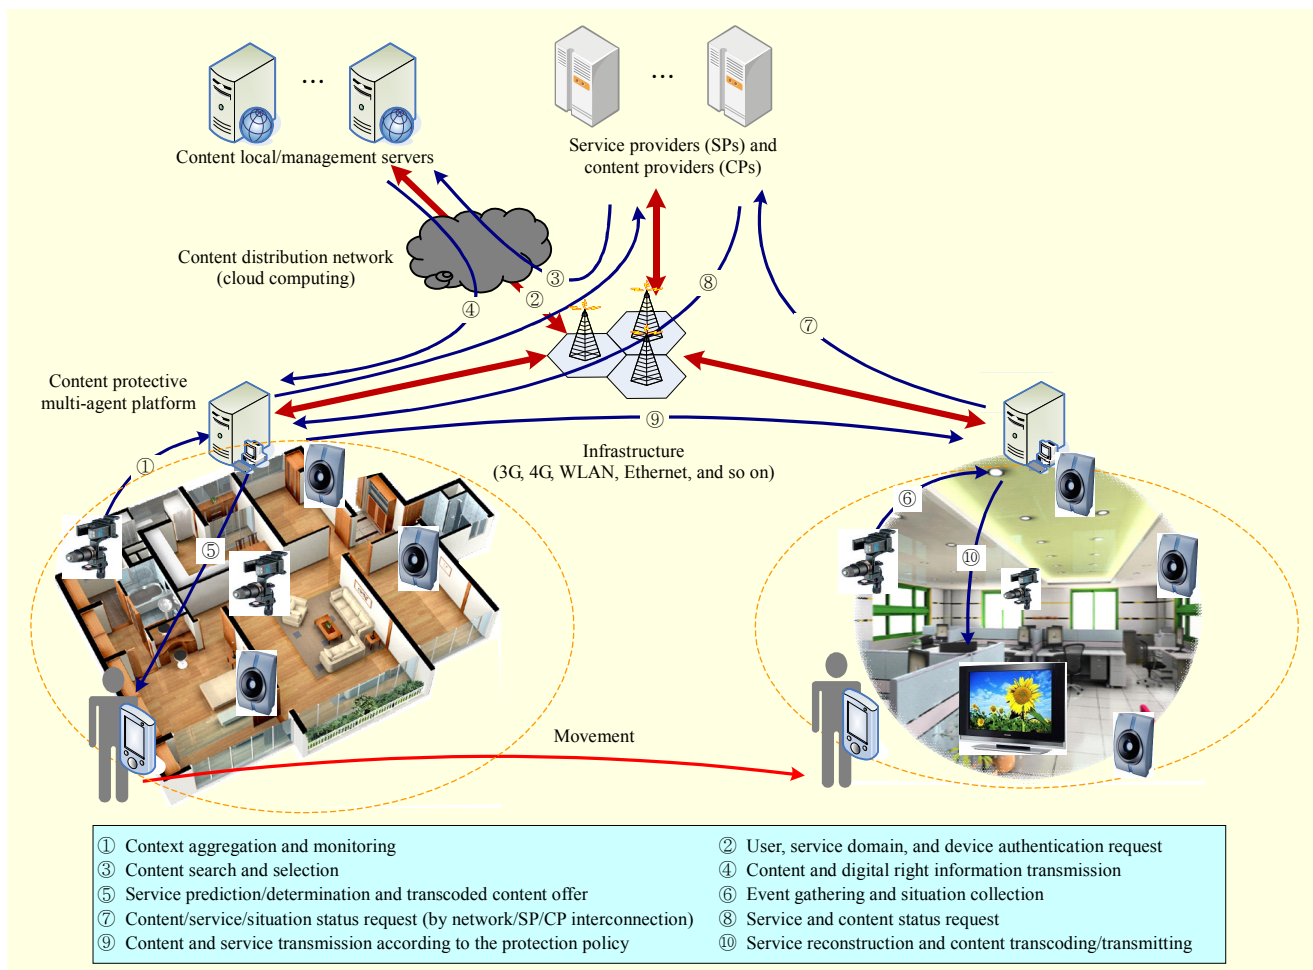 ...
...
Content local/management servers
Service providers (SPs) and
content providers (CPs)
Content distribution network
(cloud computing)
③
②
④
⑧
⑦
Content protective
multi-agent platform
⑨
①
Infrastructure
(3G, 4G, WLAN, Ethernet, and so on)
⑥
⑤
⑩
Movement
① Context aggregation and monitoring
② User, service domain, and device authentication request
③ Content search and selection
④ Content and digital right information transmission
⑤ Service prediction/determination and transcoded content offer
⑥ Event gathering and situation collection
⑦ Content/service/situation status request (by network/SP/CP interconnection)
⑧ Service and content status request
⑨ Content and service transmission according to the protection policy
⑩ Service reconstruction and content transcoding/transmitting